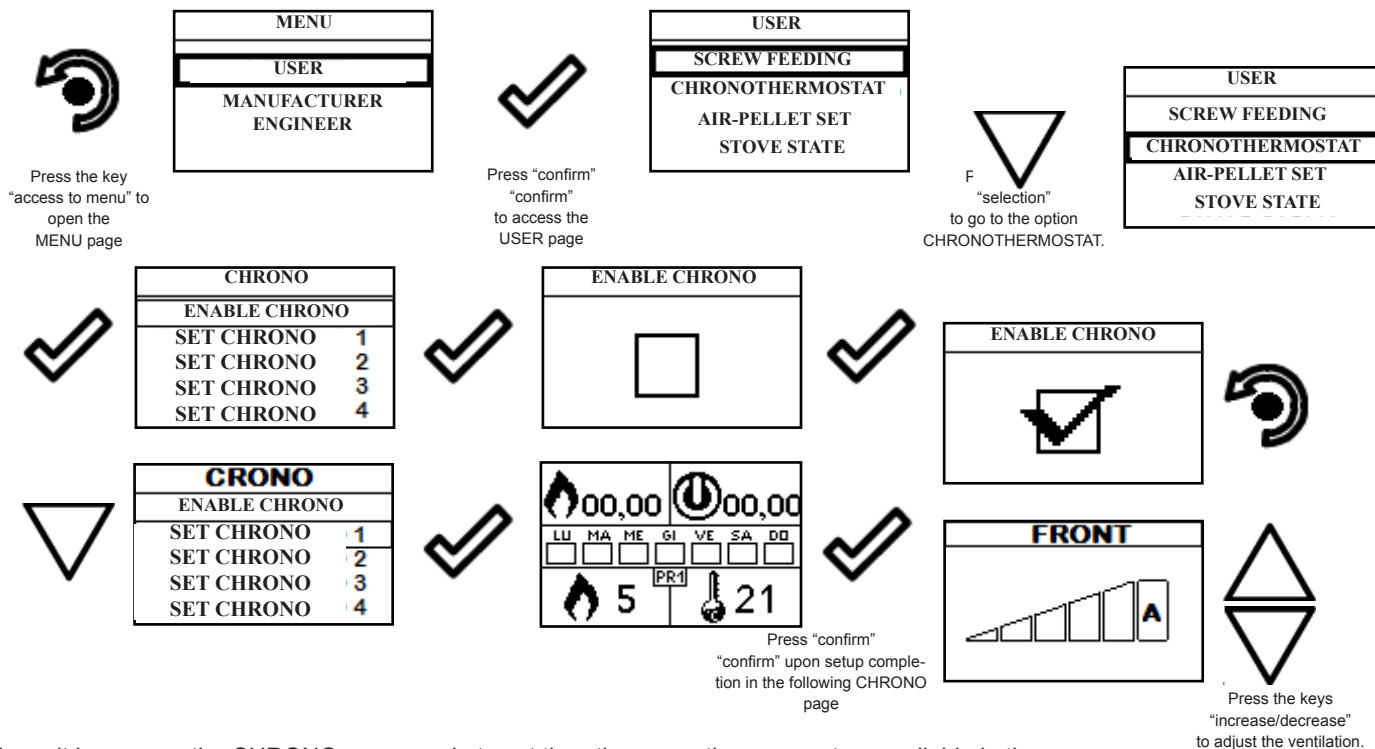 MENU
USER
MANUFACTURER
ENGINEER
Press the key
“access to menu” to
open the
MENU page
USER
SCREW FEEDING
CHRONOTHERMOSTAT
AIR-PELLET SET
STOVE STATE
Press “confirm”
“confirm”
to access the
USER page
“selection”
to go to the option
CHRONOTHERMOSTAT.
USER
SCREW FEEDING
CHRONOTHERMOSTAT
AIR-PELLET SET
STOVE STATE
CHRONO
ENABLE CHRONO
SET CHRONO 1
SET CHRONO 2
SET CHRONO 3
SET CHRONO 4
ENABLE CHRONO
ENABLE CHRONO
CRONO
ENABLE CHRONO
SET CHRONO 1
SET CHRONO 2
SET CHRONO 3
SET CHRONO 4
00,00 00,00
LU MA ME GI VE SA DO
PR1
5 21
Press “confirm”
“confirm” upon setup comple-
tion in the following CHRONO
page
FRONT
A
Press the keys
“increase/decrease”
to adjust the ventilation.